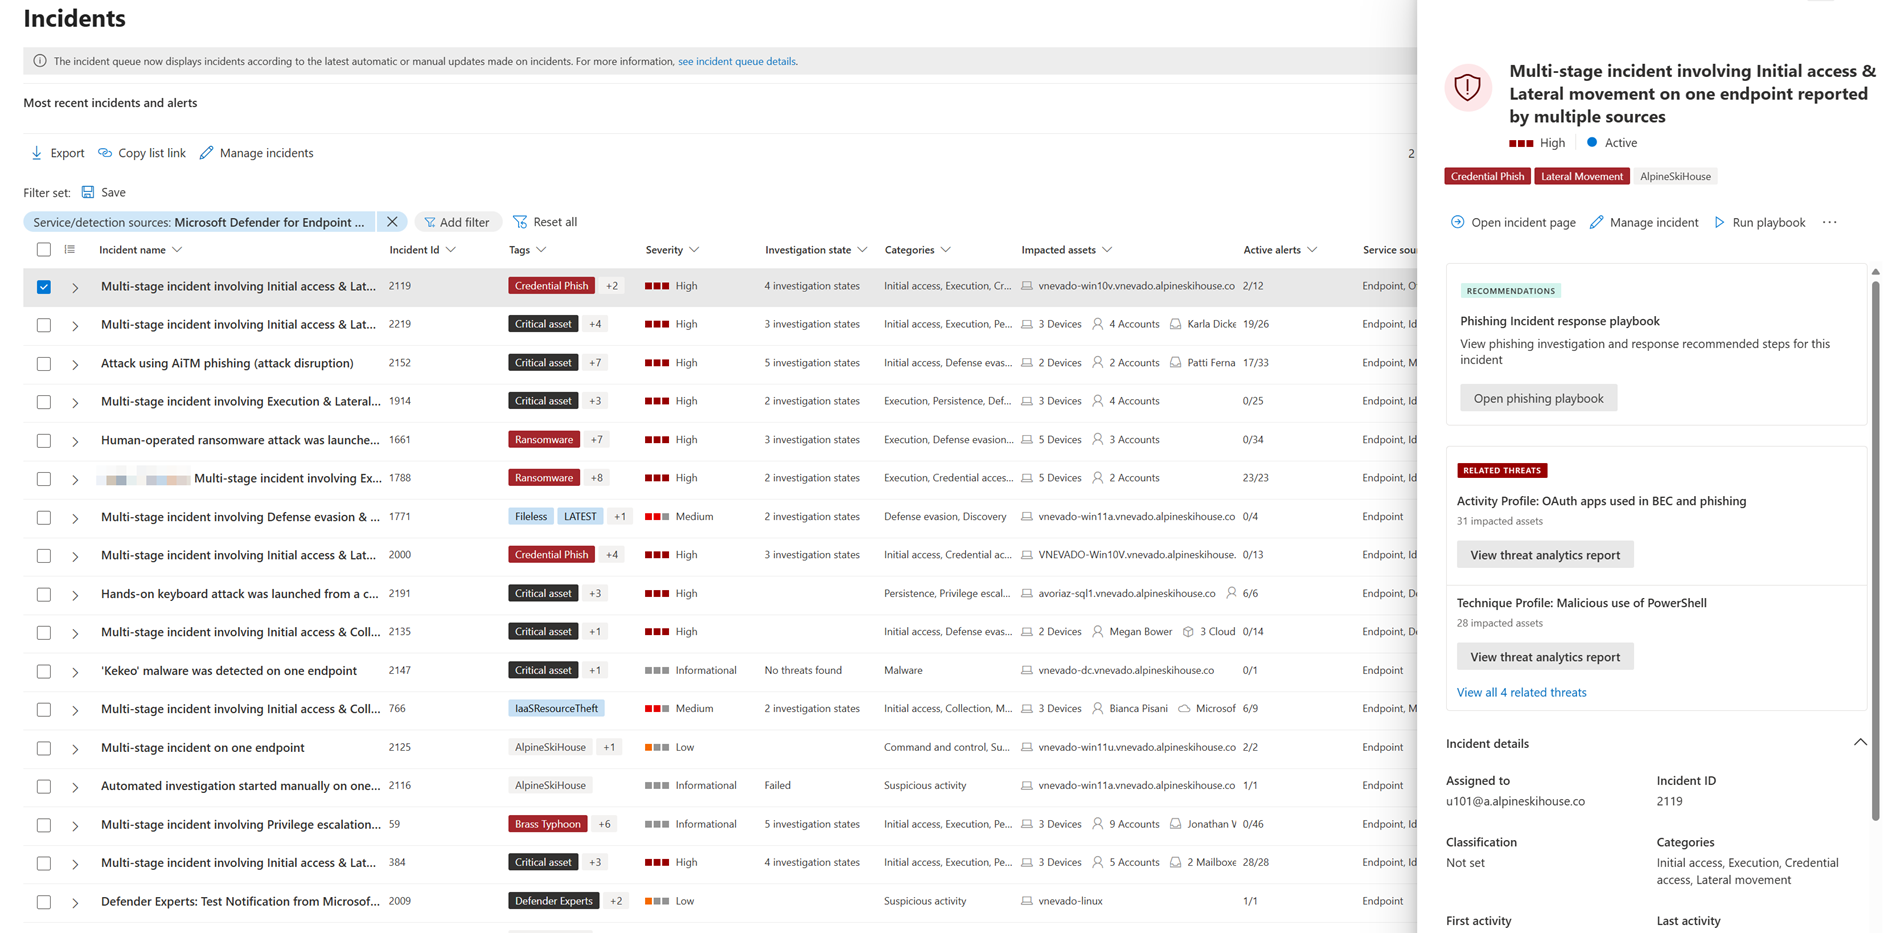 Incidents
The incident queue now displays incidents according to the latest automatic or manual updates made on incidents. For more information, see incident queue details.
Most recent incidents and alerts
Export Copy list link Manage incidents 2
Filter set: Save
Service/detection sources: Microsoft Defender for Endpoint ... Add filter Reset all
Incident name Incident Id Tags Severity Investigation state Categories Impacted assets Active alerts Service sou
Multi-stage incident involving Initial access & Lat... 2119 Credential Phish +2 High 4 investigation states Initial access, Execution, Cr... vnevado-win10v.vnevado.alpineskihouse.co 2/12 Endpoint, O
Multi-stage incident involving Initial access & Lat... 2219 Critical asset +4 High 3 investigation states Initial access, Execution, Pe... 3 Devices 4 Accounts Karla Dicke 19/26 Endpoint, Id
Attack using AiTM phishing (attack disruption) 2152 Critical asset +7 High 5 investigation states Initial access, Defense evas... 2 Devices 2 Accounts Patti Ferna 17/33 Endpoint, M
Multi-stage incident involving Execution & Lateral... 1914 Critical asset +3 High 2 investigation states Execution, Persistence, Def... 3 Devices 4 Accounts 0/25 Endpoint, Id
Human-operated ransomware attack was launche... 1661 Ransomware +7 High 3 investigation states Execution, Defense evasion... 5 Devices 3 Accounts 0/34 Endpoint, Id
Multi-stage incident involving Ex... 1788 Ransomware +8 High 2 investigation states Execution, Credential acces... 5 Devices 2 Accounts 23/23 Endpoint, Id
Multi-stage incident involving Defense evasion & ... 1771 Fileless LATEST +1 Medium 2 investigation states Defense evasion, Discovery vnevado-win11a.vnevado.alpineskihouse.co 0/4 Endpoint
Multi-stage incident involving Initial access & Lat... 2000 Credential Phish +4 High 3 investigation states Initial access, Credential ac... VNEVADO-Win10V.vnevado.alpineskihouse. 0/13 Endpoint, Id
Hands-on keyboard attack was launched from a c... 2191 Critical asset +3 High Persistence, Privilege escal... avoriaz-sql1.vnevado.alpineskihouse.co 6/6 Endpoint, De
Multi-stage incident involving Initial access & Coll... 2135 Critical asset +1 High Initial access, Defense evas... 2 Devices Megan Bower 3 Cloud 0/14 Endpoint, De
'Kekeo' malware was detected on one endpoint 2147 Critical asset +1 Informational No threats found Malware vnevado-dc.vnevado.alpineskihouse.co 0/1 Endpoint
Multi-stage incident involving Initial access & Coll... 766 IaaSResourceTheft Medium 2 investigation states Initial access, Collection, M... 3 Devices Bianca Pisani Microsof 6/9 Endpoint, M
Multi-stage incident on one endpoint 2125 AlpineSkiHouse +1 Low Command and control, Su... vnevado-win11u.vnevado.alpineskihouse.co 2/2 Endpoint
Automated investigation started manually on one... 2116 AlpineSkiHouse Informational Failed Suspicious activity vnevado-win11a.vnevado.alpineskihouse.co 1/1 Endpoint
Multi-stage incident involving Privilege escalation... 59 Brass Typhoon +6 Informational 5 investigation states Initial access, Execution, Pe... 3 Devices 9 Accounts Jonathan V 0/46 Endpoint, Id
Multi-stage incident involving Initial access & Lat... 384 Critical asset +3 High 4 investigation states Initial access, Execution, Pe... 3 Devices 5 Accounts 2 Mailboxe 28/28 Endpoint, Id
Defender Experts: Test Notification from Microsof... 2009 Defender Experts +2 Low Suspicious activity vnevado-linux 1/1 Endpoint
Multi-stage incident involving Initial access &
Lateral movement on one endpoint reported
by multiple sources
High Active
Credential Phish Lateral Movement AlpineSkiHouse
Open incident page Manage incident Run playbook ...
RECOMMENDATIONS
Phishing Incident response playbook
View phishing investigation and response recommended steps for this
incident
Open phishing playbook
RELATED THREATS
Activity Profile: OAuth apps used in BEC and phishing
31 impacted assets
View threat analytics report
Technique Profile: Malicious use of PowerShell
28 impacted assets
View threat analytics report
View all 4 related threats
Incident details
Assigned to Incident ID
u101@a.alpineskihouse.co 2119
Classification Categories
Not set Initial access, Execution, Credential
access, Lateral movement
First activity Last activity